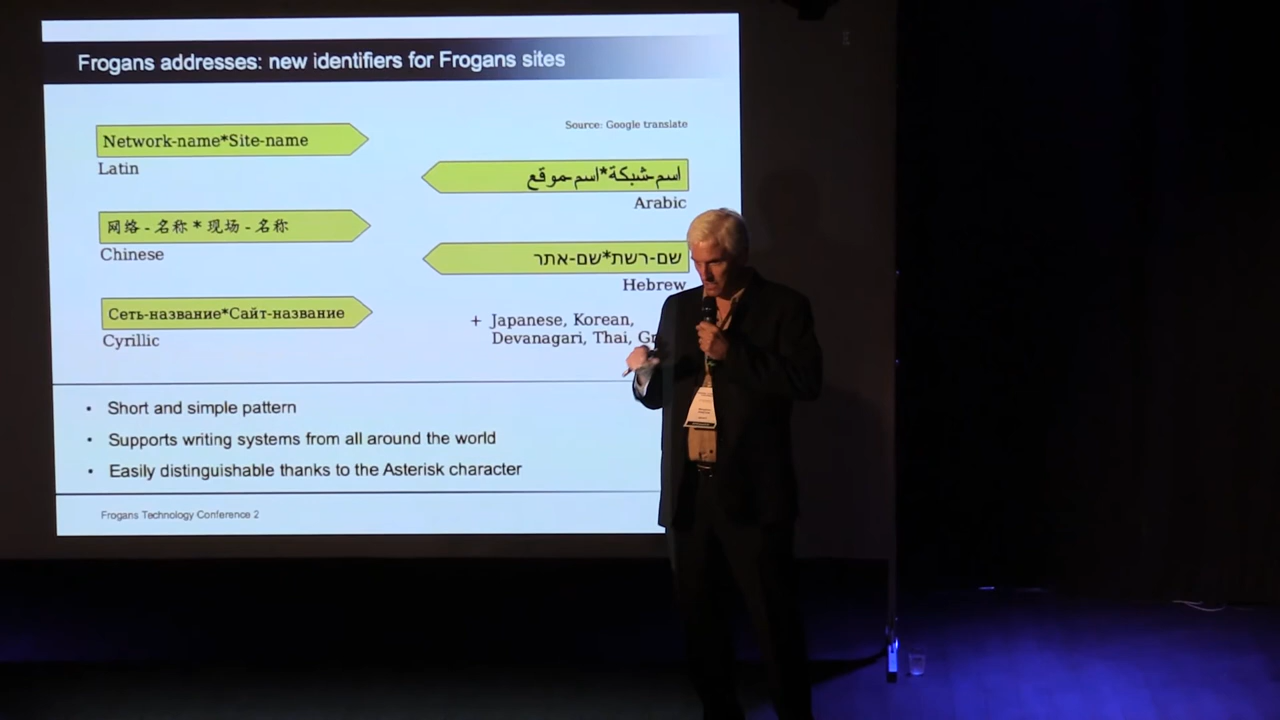 Frogans addresses: new identifiers for Frogans sites
Network-name*Site-name
Latin
网络 - 名称 * 现场 - 名称
Chinese
Сеть-название*Сайт-название
Cyrillic
Source: Google translate
اسم-شبكة*اسم-موقع
Arabic
שם-רשת*שם-אתר
Hebrew
+ Japanese, Korean,
Devanagari, Thai,
• Short and simple pattern
• Supports writing systems from all around the world
• Easily distinguishable thanks to the Asterisk character
Frogans Technology Conference 2